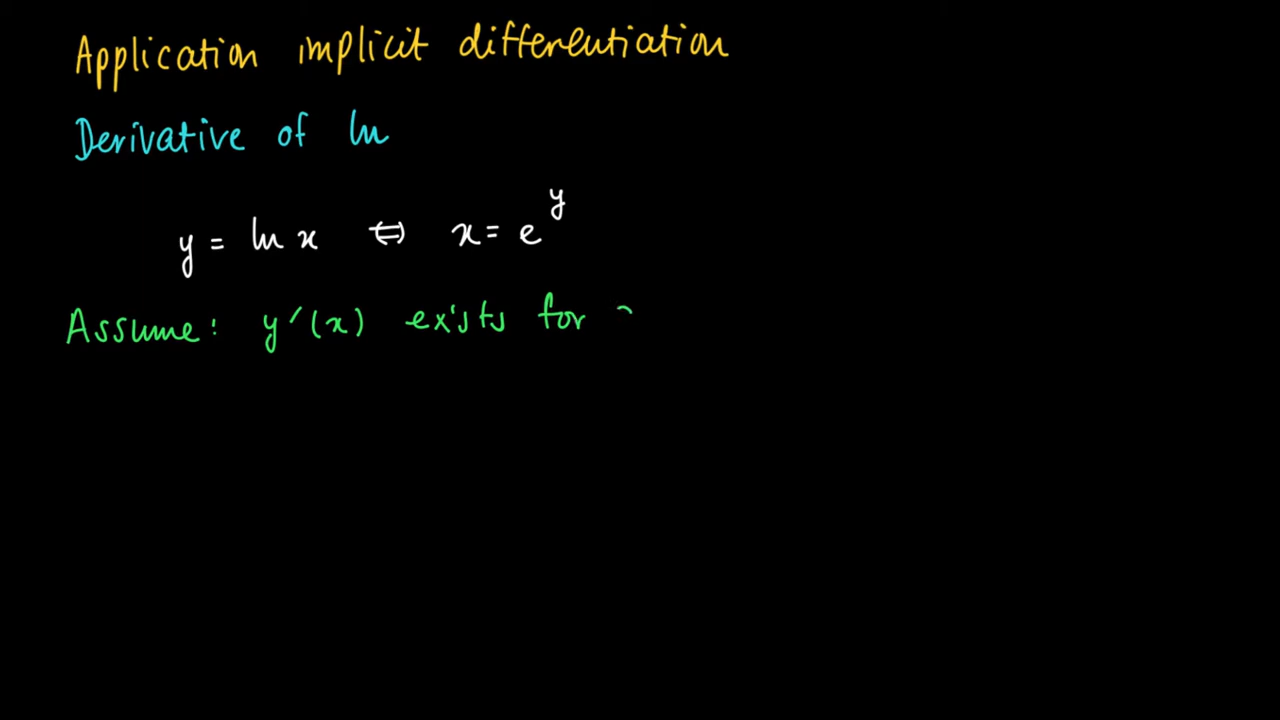 Application implicit differentiation
Derivative of ln
y = ln x ⇔ x = e^y
Assume: y'(x) exists for